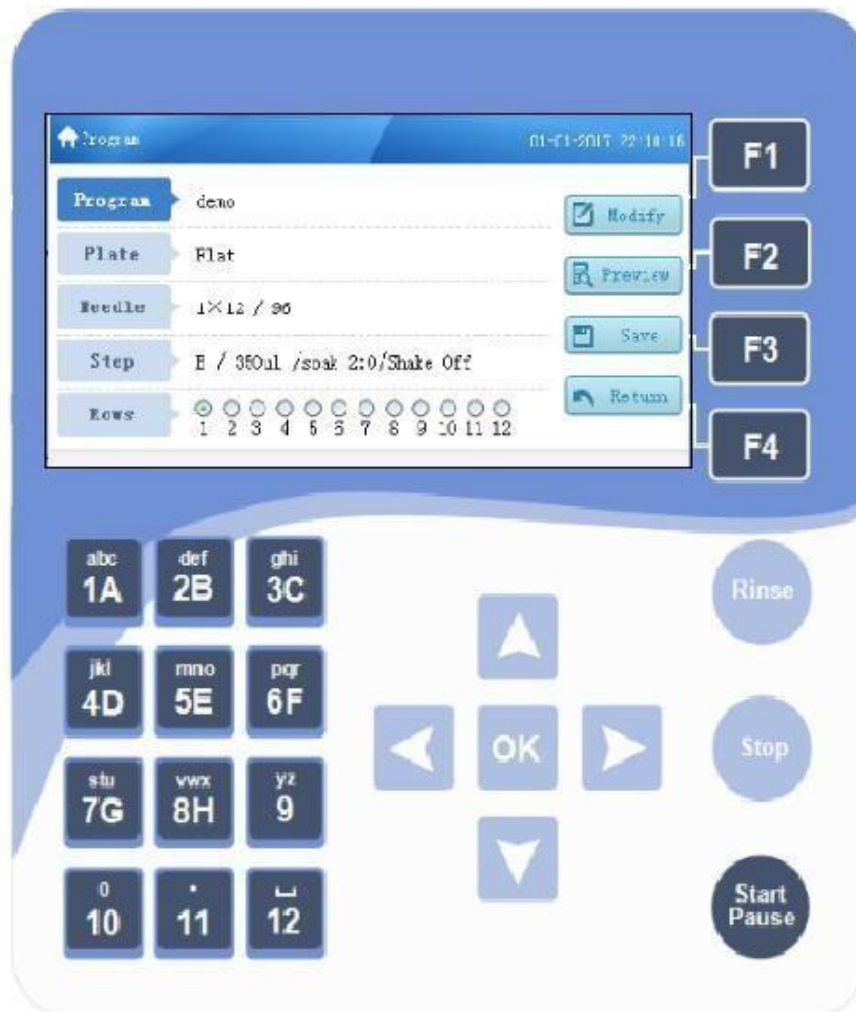 Program
01-01-2017 22:18:16
F1
Program
demo
Modify
Plate
Flat
F2
Preview
Needle
1×12 / 96
Save
F3
Step
E / 350ul /soak 2:0/Shake Off
Return
Rows
1 2 3 4 5 6 7 8 9 10 11 12
F4
abc
1A
def
2B
ghi
3C
Rinse
jkl
4D
mno
5E
pqr
6F
OK
Stop
stu
7G
vwx
8H
yz
9
0
10
.
11
12
Start
Pause